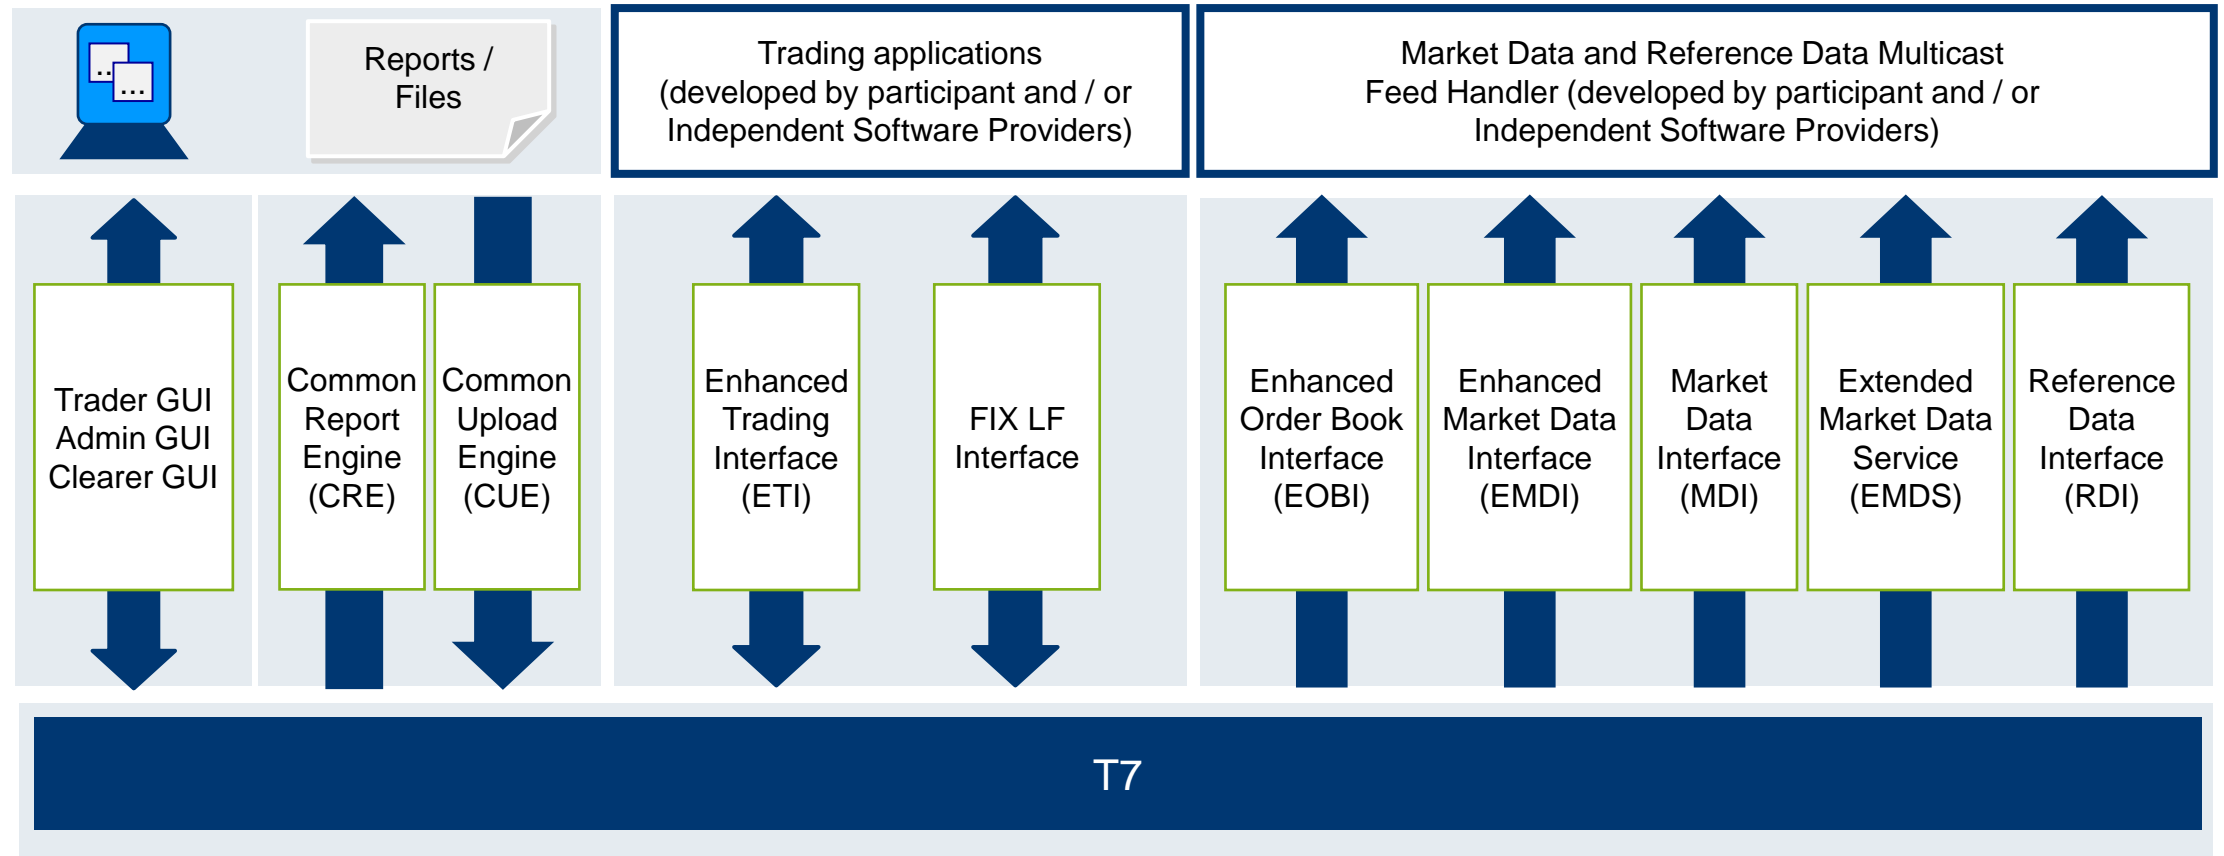 ...
...
Reports /
Files
Trading applications
(developed by participant and / or
Independent Software Providers)
Market Data and Reference Data Multicast
Feed Handler (developed by participant and / or
Independent Software Providers)
Trader GUI
Admin GUI
Clearer GUI
Common
Report
Engine
(CRE)
Common
Upload
Engine
(CUE)
Enhanced
Trading
Interface
(ETI)
FIX LF
Interface
Enhanced
Order Book
Interface
(EOBI)
Enhanced
Market Data
Interface
(EMDI)
Market
Data
Interface
(MDI)
Extended
Market Data
Service
(EMDS)
Reference
Data
Interface
(RDI)
T7